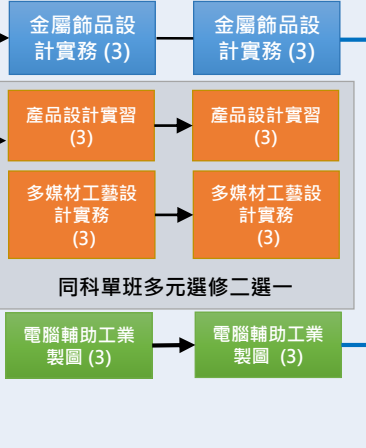 金屬飾品設
計實務 (3)
金屬飾品設
計實務 (3)
產品設計實習
(3)
產品設計實習
(3)
多媒材工藝設
計實務
(3)
多媒材工藝設
計實務
(3)
同科單班多元選修二選一
電腦輔助工業
製圖 (3)
電腦輔助工業
製圖 (3)